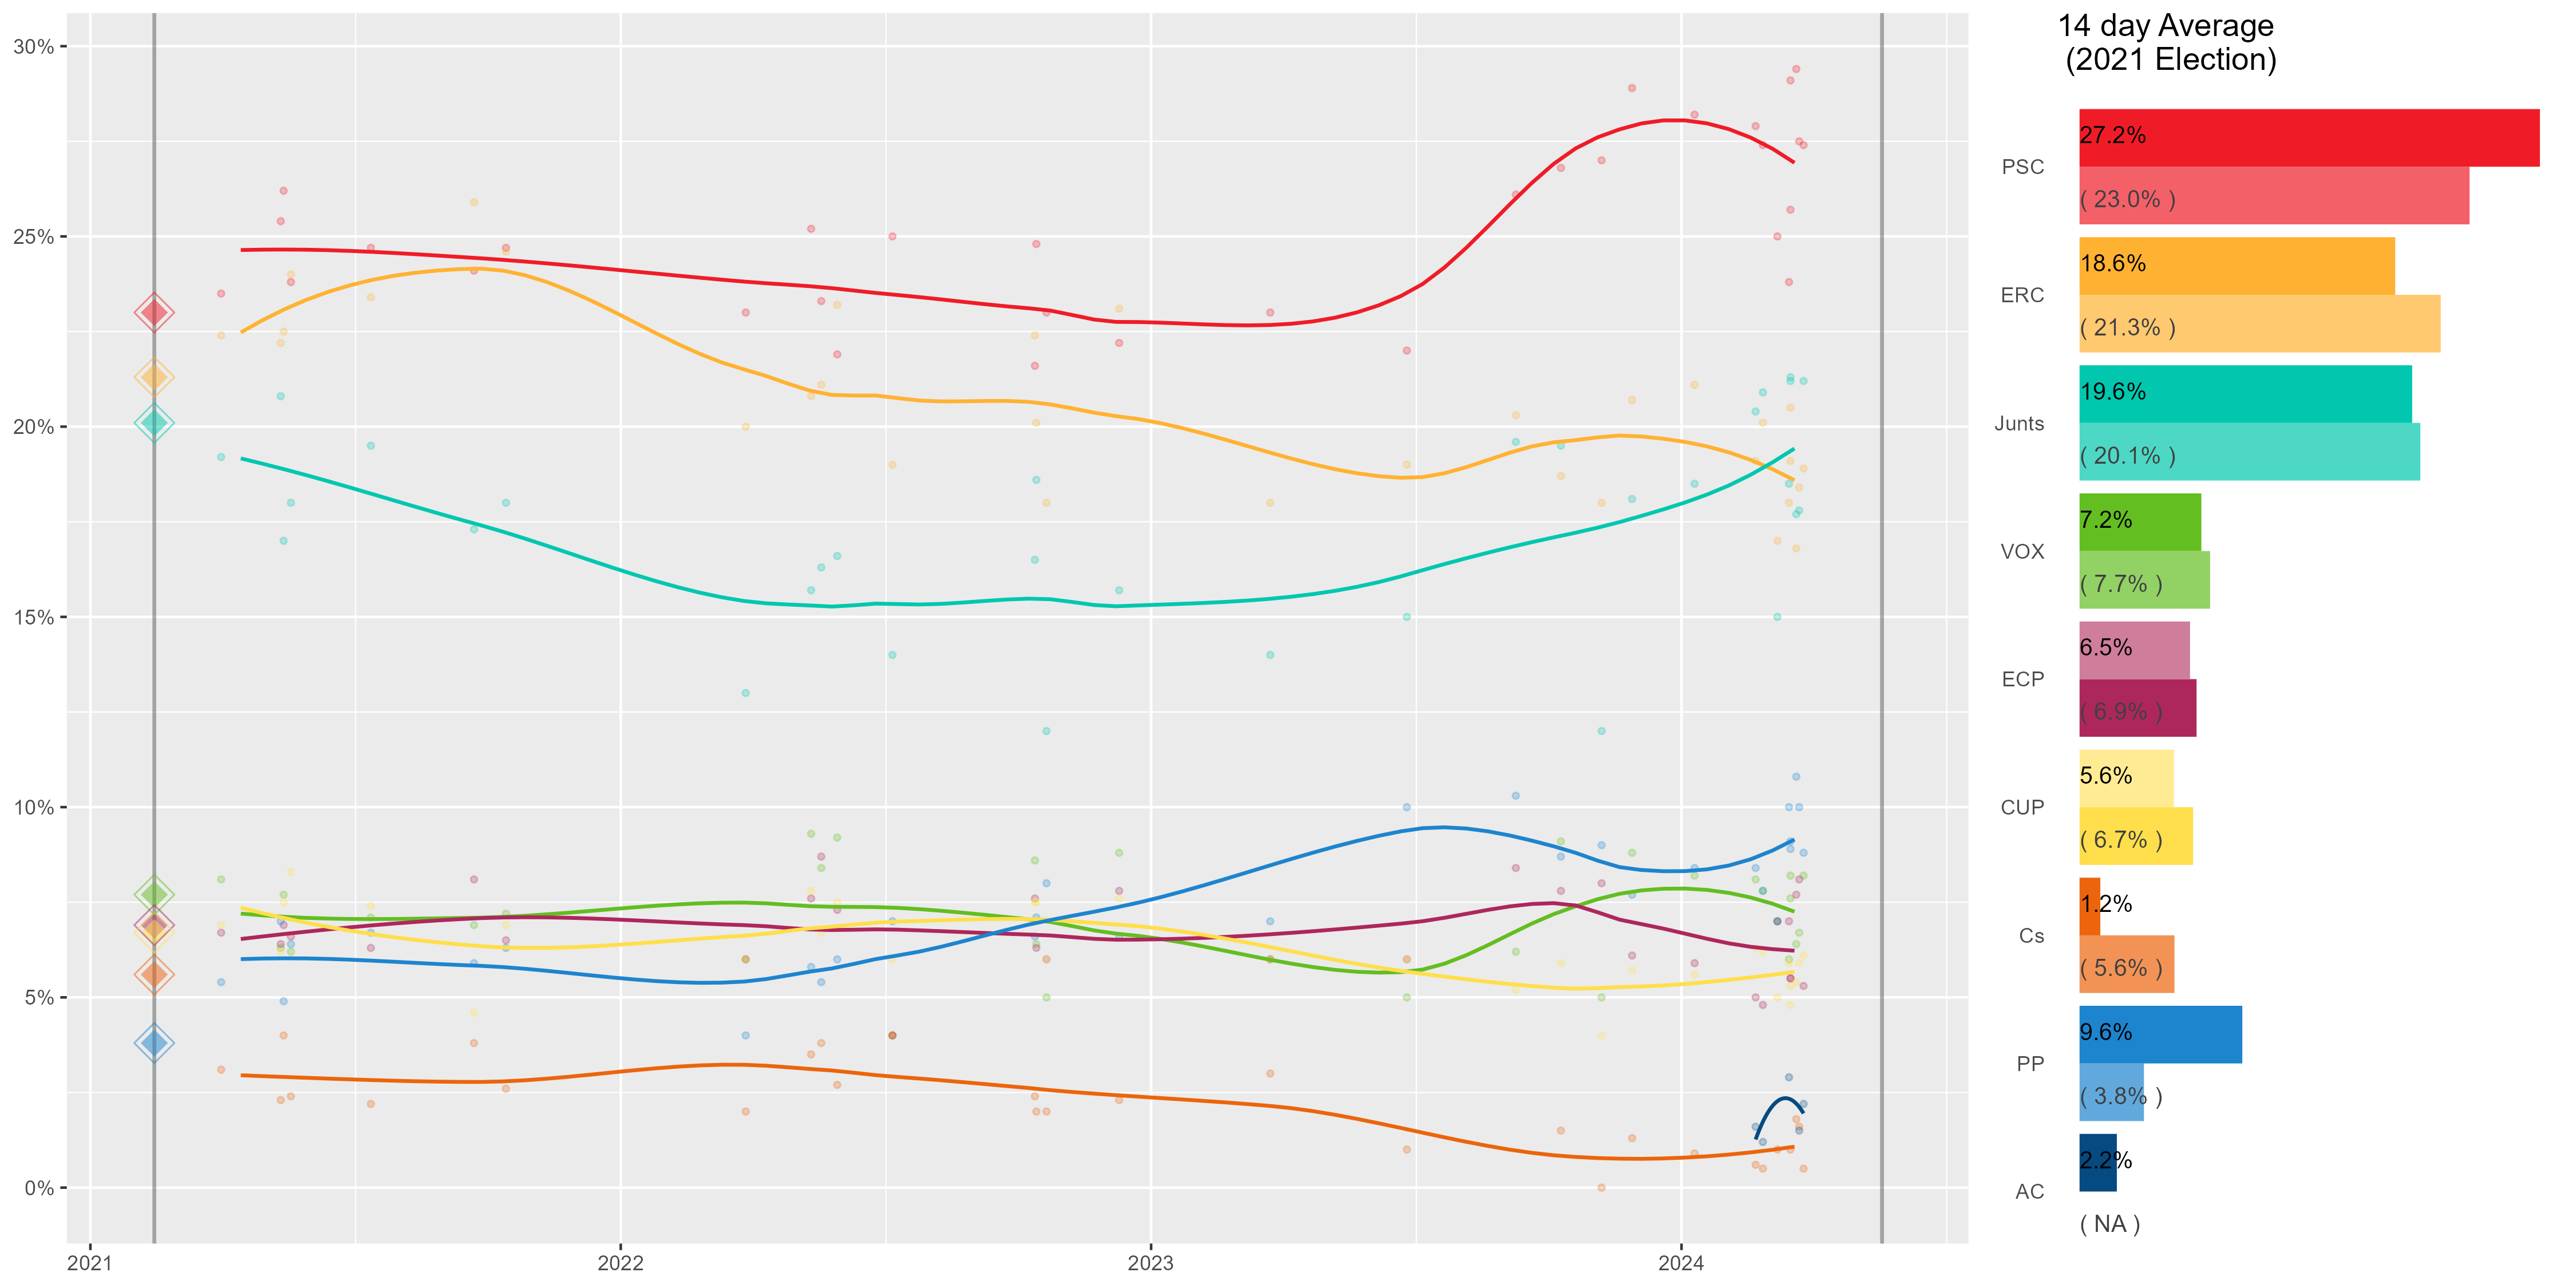 30%
25%
20%
15%
10%
5%
0%
2021
2022
2023
2024
14 day Average
(2021 Election)
PSC
27.2%
( 23.0% )
ERC
18.6%
( 21.3% )
Junts
19.6%
( 20.1% )
VOX
7.2%
( 7.7% )
ECP
6.5%
( 6.9% )
CUP
5.6%
( 6.7% )
Cs
1.2%
( 5.6% )
PP
9.6%
( 3.8% )
AC
2.2%
( NA )